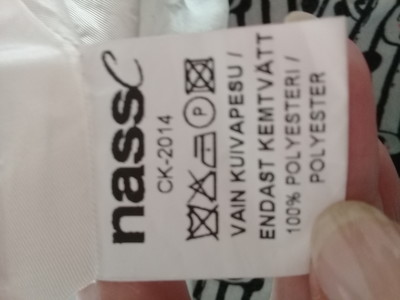 nassC
CK-2014
P
VAIN KUIVAPESU /
ENDAST KEMTVÄTT
100% POLYESTERI /
POLYESTER